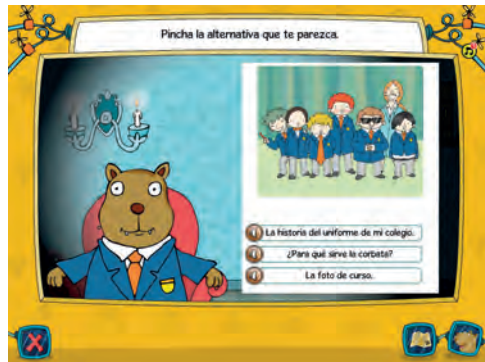 Pincha la alternativa que te parezca.
La historia del uniforme de mi colegio.
¿Para qué sirve la corbata?
La foto de curso.